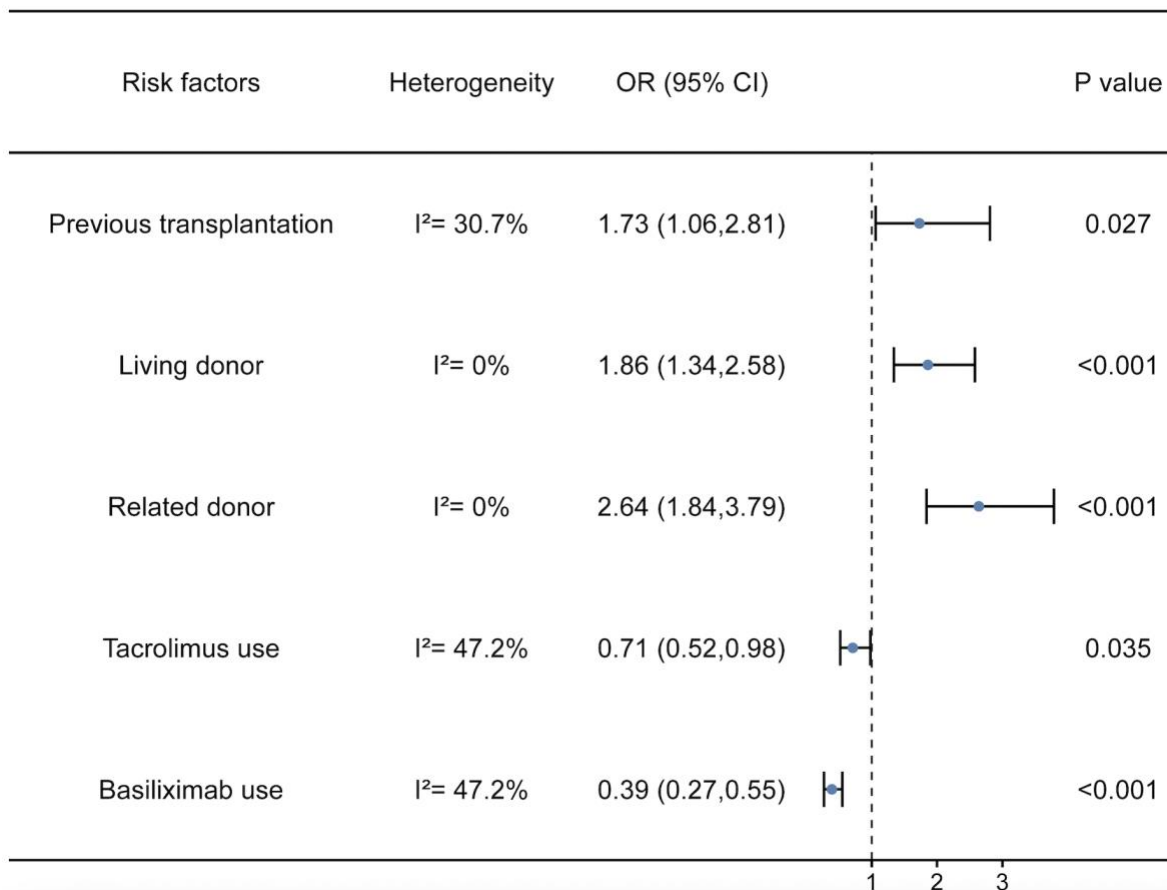 Risk factors Heterogeneity OR (95% CI) P value
Previous transplantation I²= 30.7% 1.73 (1.06,2.81) 0.027
Living donor I²= 0% 1.86 (1.34,2.58) <0.001
Related donor I²= 0% 2.64 (1.84,3.79) <0.001
Tacrolimus use I²= 47.2% 0.71 (0.52,0.98) 0.035
Basiliximab use I²= 47.2% 0.39 (0.27,0.55) <0.001
1 2 3